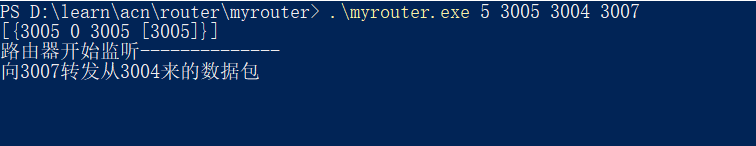 PS D:\learn\acn\router\myrouter> .\myrouter.exe 5 3005 3004 3007
[{3005 0 3005 [3005]}]
路由器开始监听--------------
向3007转发从3004来的数据包